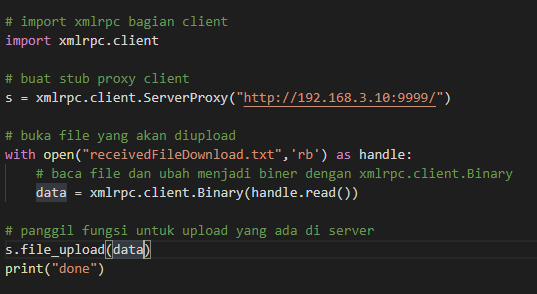 # import xmlrpc bagian client
import xmlrpc.client
# buat stub proxy client
s = xmlrpc.client.ServerProxy("http://192.168.3.10:9999/")
# buka file yang akan diupload
with open("receivedFileDownload.txt",'rb') as handle:
    # baca file dan ubah menjadi biner dengan xmlrpc.client.Binary
    data = xmlrpc.client.Binary(handle.read())
# panggil fungsi untuk upload yang ada di server
s.file_upload(data)
print("done")